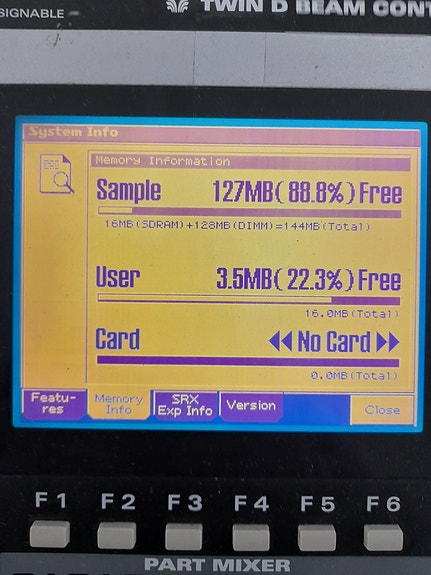 SIGNABLE
TWIN D BEAM CONT
System Info
Memory Information
Sample 127MB(88.8%)Free
16MB(SDRAM)+128MB(DIMM)=144MB(Total)
User 3.5MB(22.3%)Free
16.0MB(Total)
Card No Card
0.0MB(Total)
Featu-
res
Memory
Info
SRX
Exp Info
Version
Close
F1 F2 F3 F4 F5 F6
PART MIXER